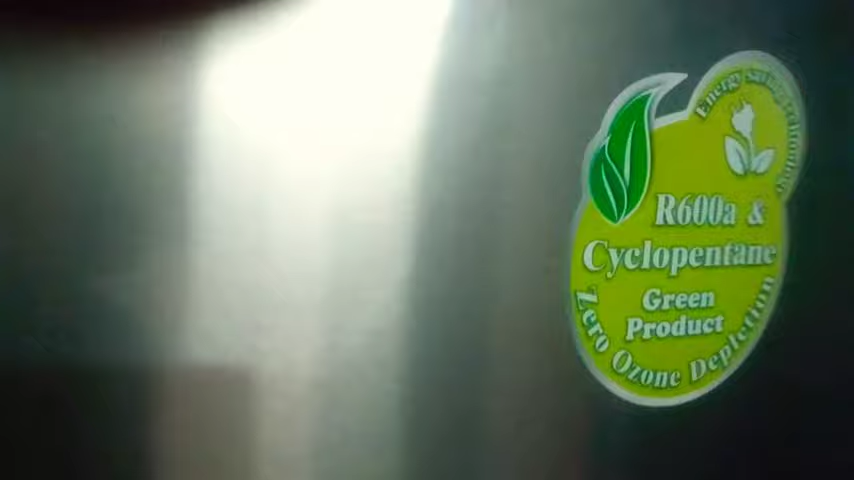 Energy saving technology
R600a &
Cyclopentane
Green
Product
Zero Ozone Depletion